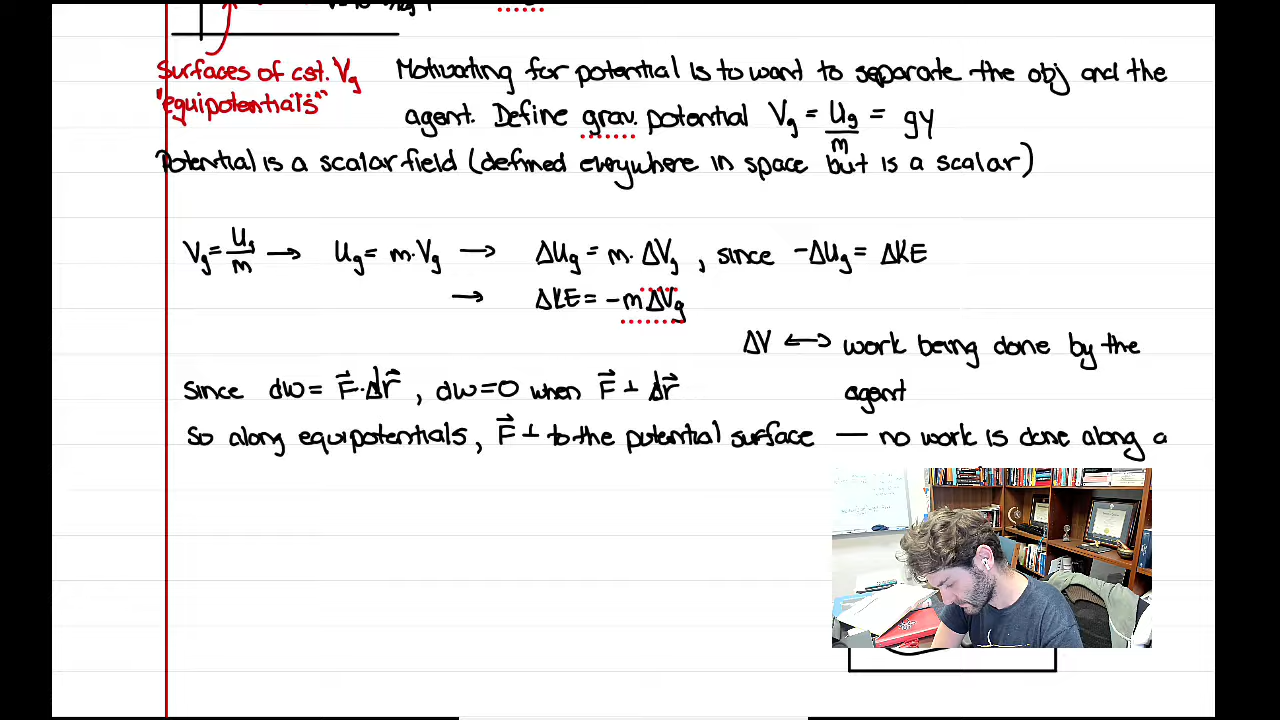 Surfaces of cst. Vg
"equipotentials"
Motivating for potential is to want to separate the obj and the
agent. Define grav. potential Vg = Ug/m = gy
Potential is a scalar field (defined everywhere in space but is a scalar)
Vg = Ug/m → Ug = m·Vg → ΔUg = m·ΔVg , since -ΔUg = ΔKE
→ ΔKE = -mΔVg
ΔV ↔ work being done by the
agent
Since dw = F⃗·dr⃗ , dw=0 when F⃗ ⊥ dr⃗
So along equipotentials, F⃗ ⊥ to the potential surface — no work is done along a